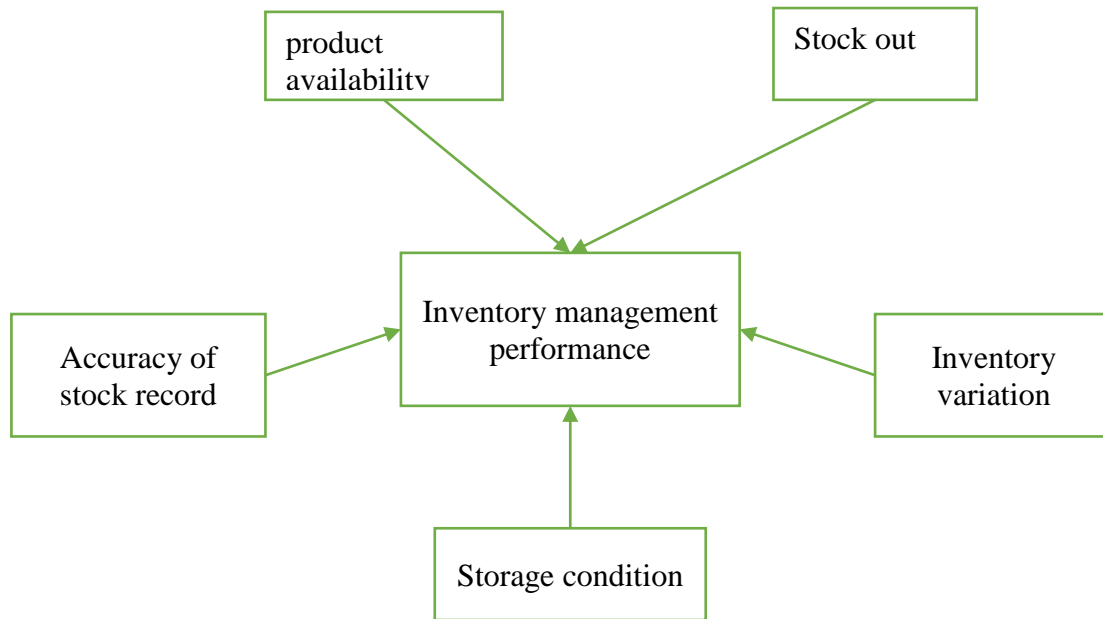 product
availability
Stock out
Inventory management
performance
Accuracy of
stock record
Inventory
variation
Storage condition